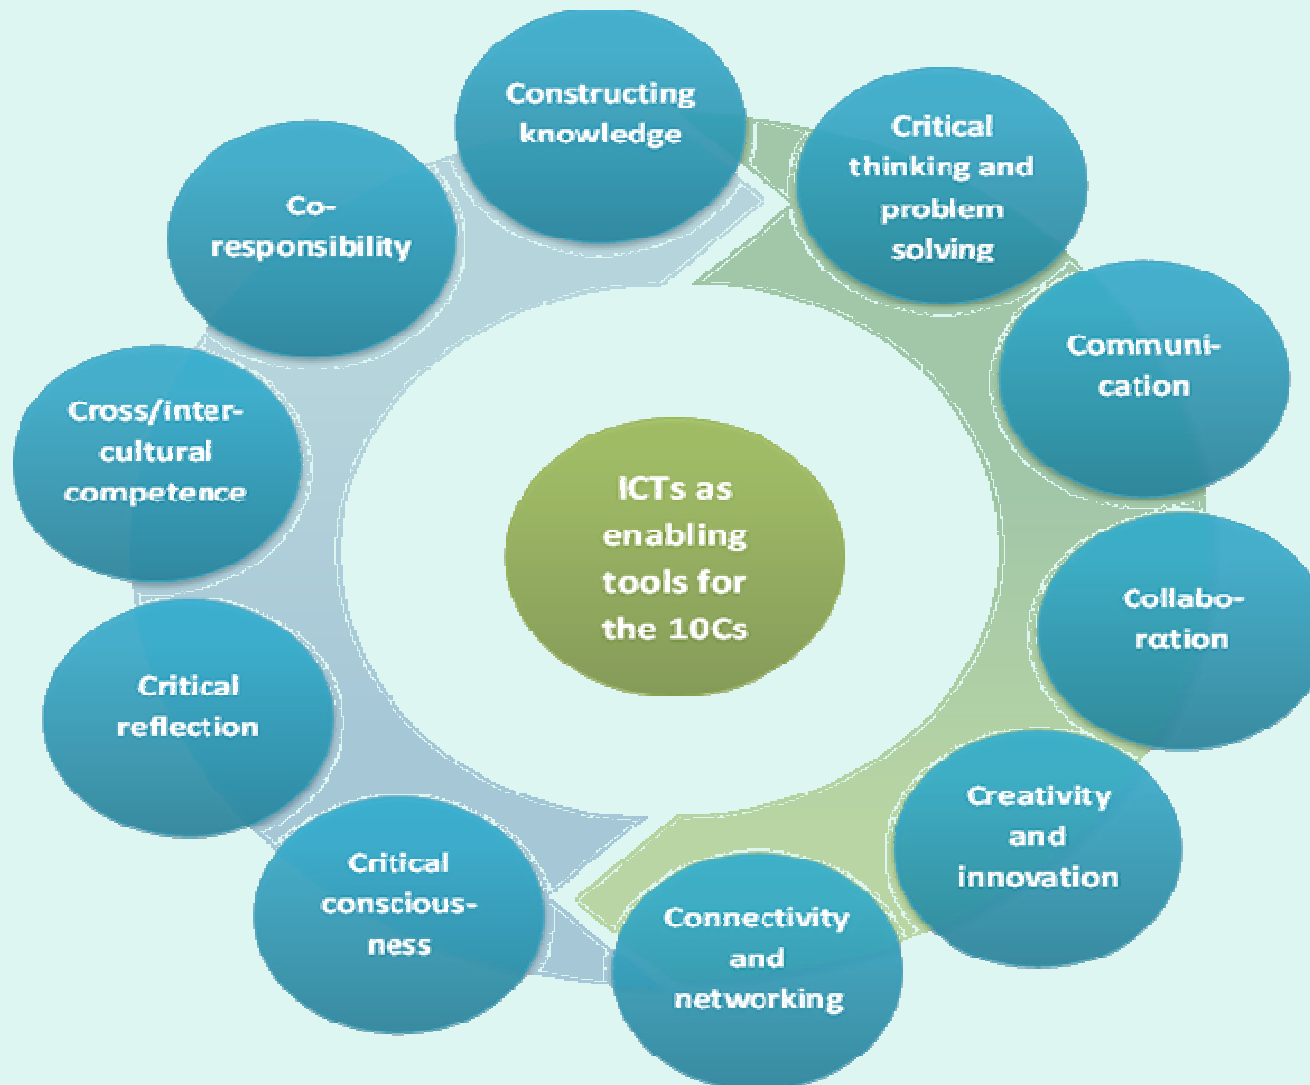 Constructing
knowledge
Critical
thinking and
problem
solving
Communi-
cation
Collabo-
ration
Creativity
and
innovation
Connectivity
and
networking
Critical
conscious-
ness
Critical
reflection
Cross/inter-
cultural
competence
Co-
responsibility
ICTs as
enabling
tools for
the 10Cs